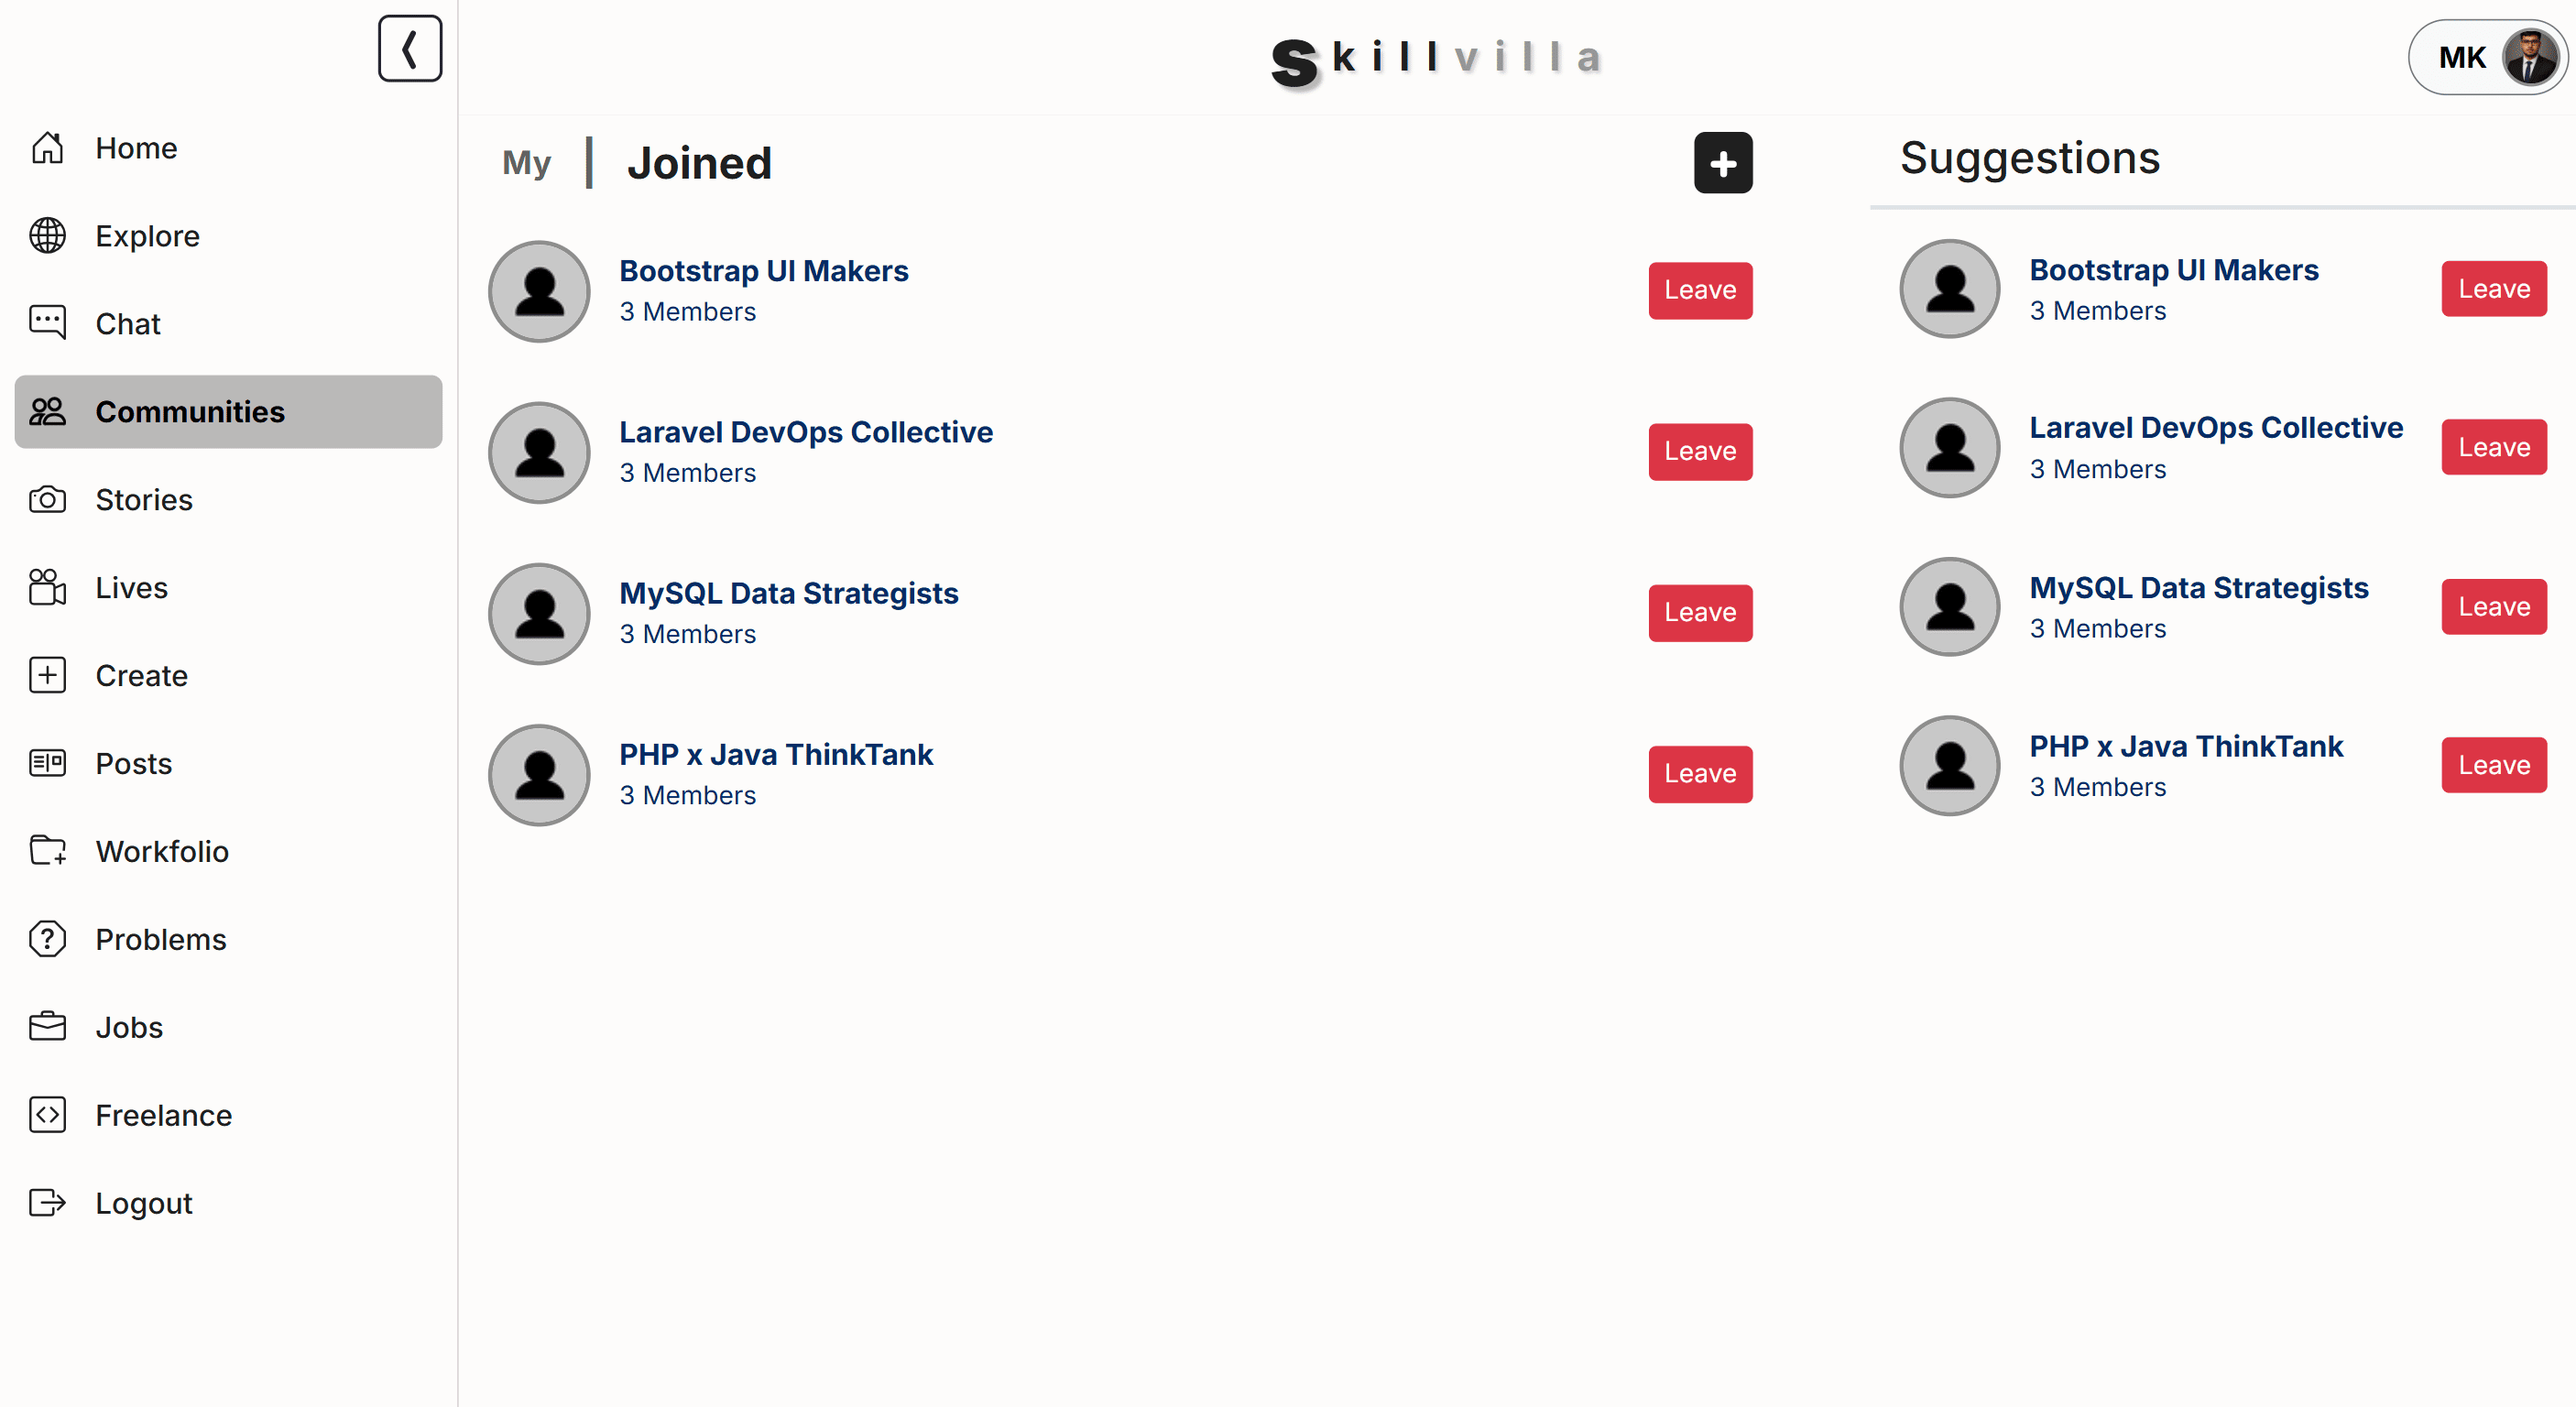 Skillvilla
MK
Home
Explore
Chat
Communities
Stories
Lives
Create
Posts
Workfolio
Problems
Jobs
Freelance
Logout
My | Joined
Bootstrap UI Makers
3 Members
Leave
Laravel DevOps Collective
3 Members
Leave
MySQL Data Strategists
3 Members
Leave
PHP x Java ThinkTank
3 Members
Leave
Suggestions
Bootstrap UI Makers
3 Members
Leave
Laravel DevOps Collective
3 Members
Leave
MySQL Data Strategists
3 Members
Leave
PHP x Java ThinkTank
3 Members
Leave